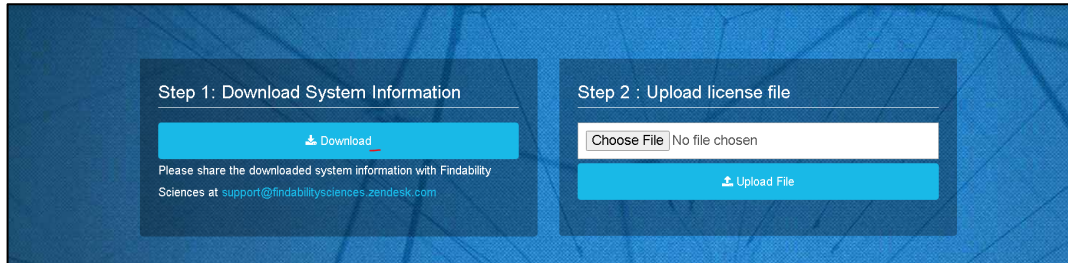 Step 1: Download System Information
Download
Please share the downloaded system information with Findability
Sciences at support@findabilitysciences.zendesk.com
Step 2 : Upload license file
Choose File No file chosen
Upload File